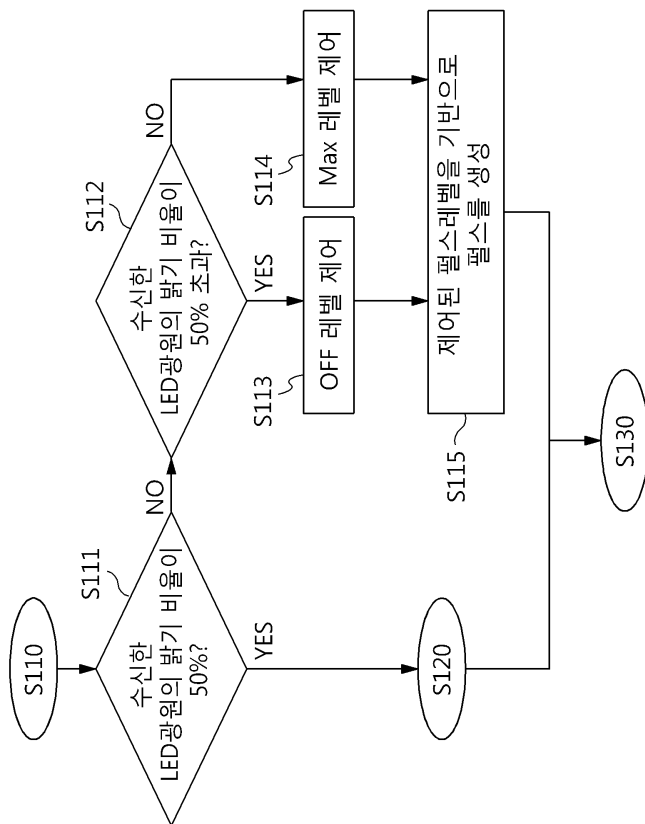 S110
S111
수신한
LED광원의 밝기 비율이
50%?
NO
YES
S112
수신한
LED광원의 밝기 비율이
50% 초과?
NO
YES
S113
OFF 레벨 제어
S114
Max 레벨 제어
S115
제어된 펄스레벨을 기반으로
펄스를 생성
S120
S130